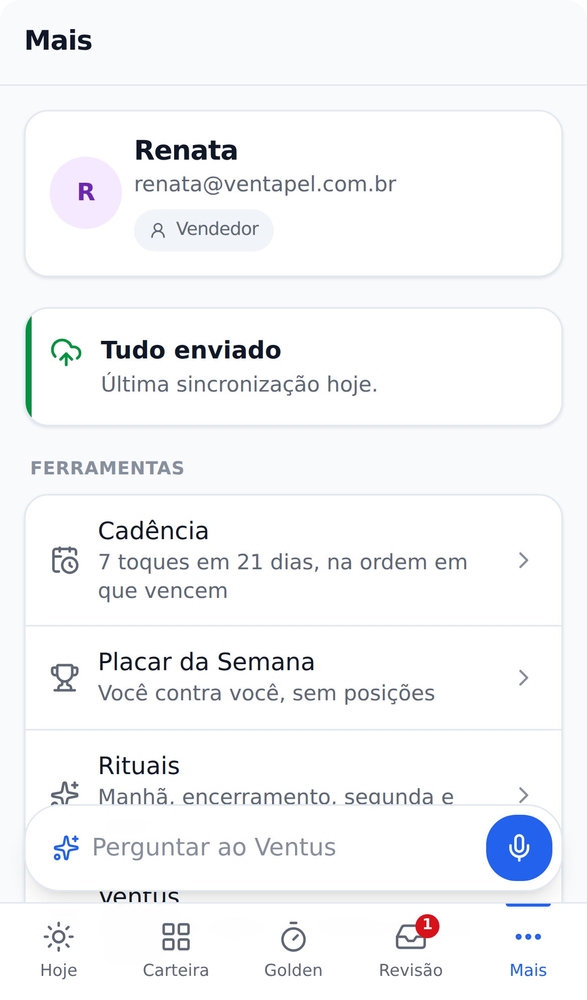 Mais
R
Renata
renata@ventapel.com.br
Vendedor
Tudo enviado
Última sincronização hoje.
FERRAMENTAS
Cadência
7 toques em 21 dias, na ordem em
que vencem
Placar da Semana
Você contra você, sem posições
Rituais
Manhã, encerramento, segunda e
Perguntar ao Ventus
Ventus
1
Hoje
Carteira
Golden
Revisão
Mais